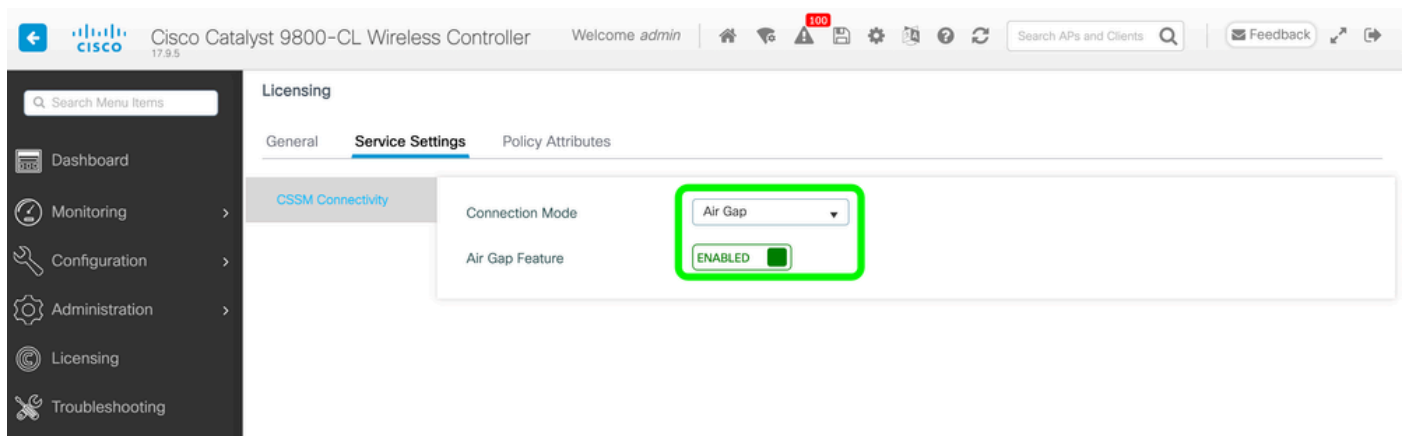 100
CISCO Cisco Catalyst 9800-CL Wireless Controller Welcome admin Search APs and Clients Feedback
17.9.5
Search Menu Items
Licensing
General Service Settings Policy Attributes
Dashboard
CSSM Connectivity
Connection Mode Air Gap
Monitoring
Air Gap Feature ENABLED
Configuration
Administration
Licensing
Troubleshooting